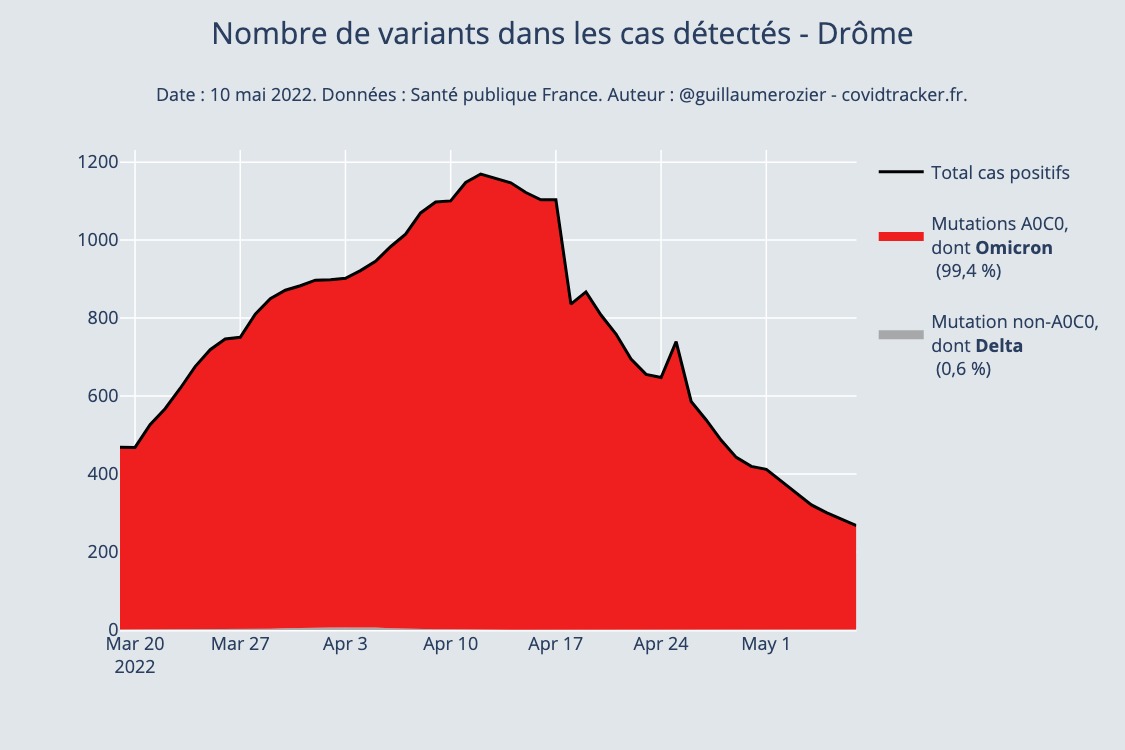 Nombre de variants dans les cas détectés - Drôme
Date : 10 mai 2022. Données : Santé publique France. Auteur : @guillaumerozier - covidtracker.fr.
1200
1000
800
600
400
200
0
Mar 20
2022
Mar 27
Apr 3
Apr 10
Apr 17
Apr 24
May 1
Total cas positifs
Mutations A0C0,
dont Omicron
(99,4 %)
Mutation non-A0C0,
dont Delta
(0,6 %)